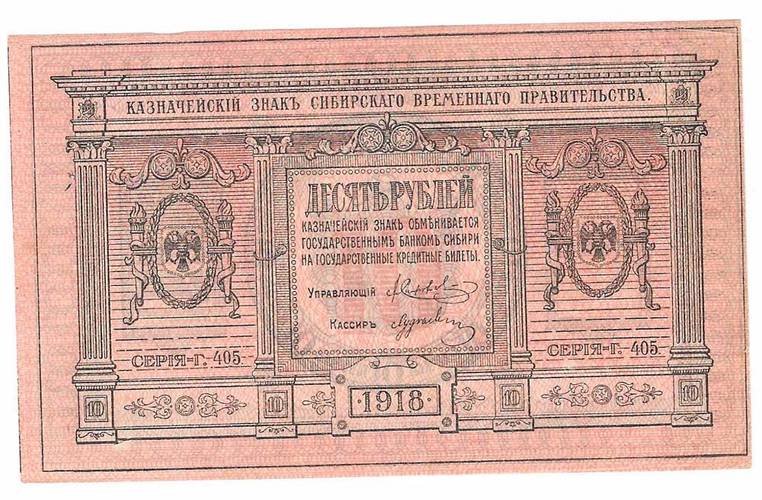 КАЗНАЧЕЙСКІЙ ЗНАКЪ СИБИРСКАГО ВРЕМЕННАГО ПРАВИТЕЛЬСТВА.
ДЕСЯТЬ РУБЛЕЙ
КАЗНАЧЕЙСКІЙ ЗНАКЪ ОБМѢНИВАЕТСЯ
ГОСУДАРСТВЕННЫМЪ БАНКОМЪ СИБИРИ
НА ГОСУДАРСТВЕННЫЕ КРЕДИТНЫЕ БИЛЕТЫ.
УПРАВЛЯЮЩІЙ
КАССИРЪ
СЕРІЯ-Г. 405.
СЕРІЯ-Г. 405.
10
10
· 1918 ·
10
10